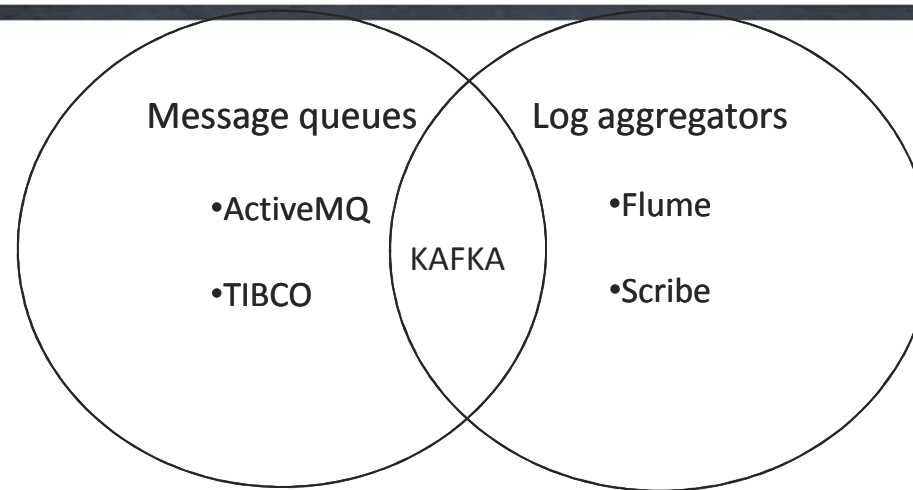 Message queues
•ActiveMQ
•TIBCO
KAFKA
Log aggregators
•Flume
•Scribe